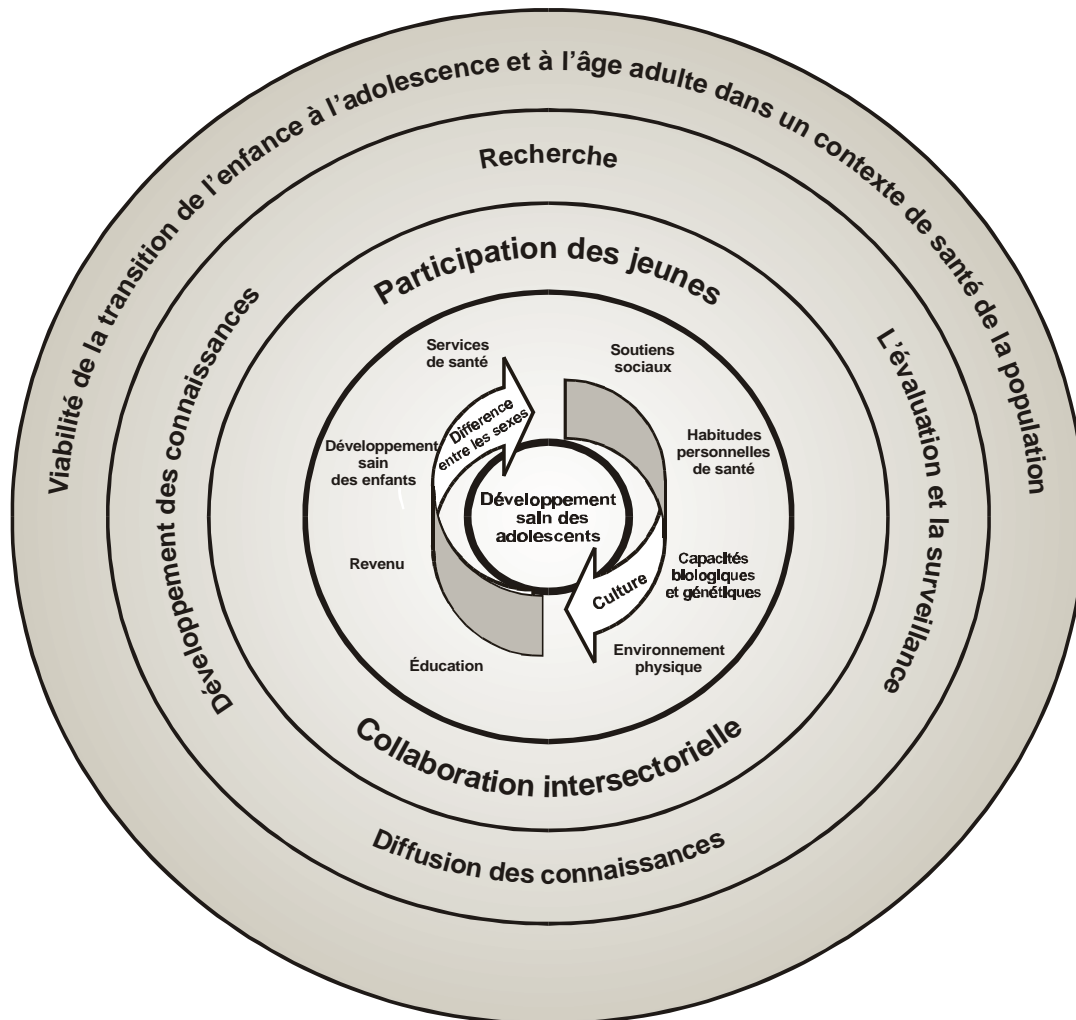 Viabilité de la transition de l'enfance à l'adolescence et à l'âge adulte dans un contexte de santé de la population
Recherche
Développement des connaissances
L'évaluation et la surveillance
Diffusion des connaissances
Participation des jeunes
Collaboration intersectorielle
Services
de santé
Soutiens
sociaux
Difference
entre les sexes
Développement
sain
des enfants
Habitudes
personnelles
de santé
Développement
sain des
adolescents
Revenu
Capacités
biologiques
et génétiques
Culture
Éducation
Environnement
physique